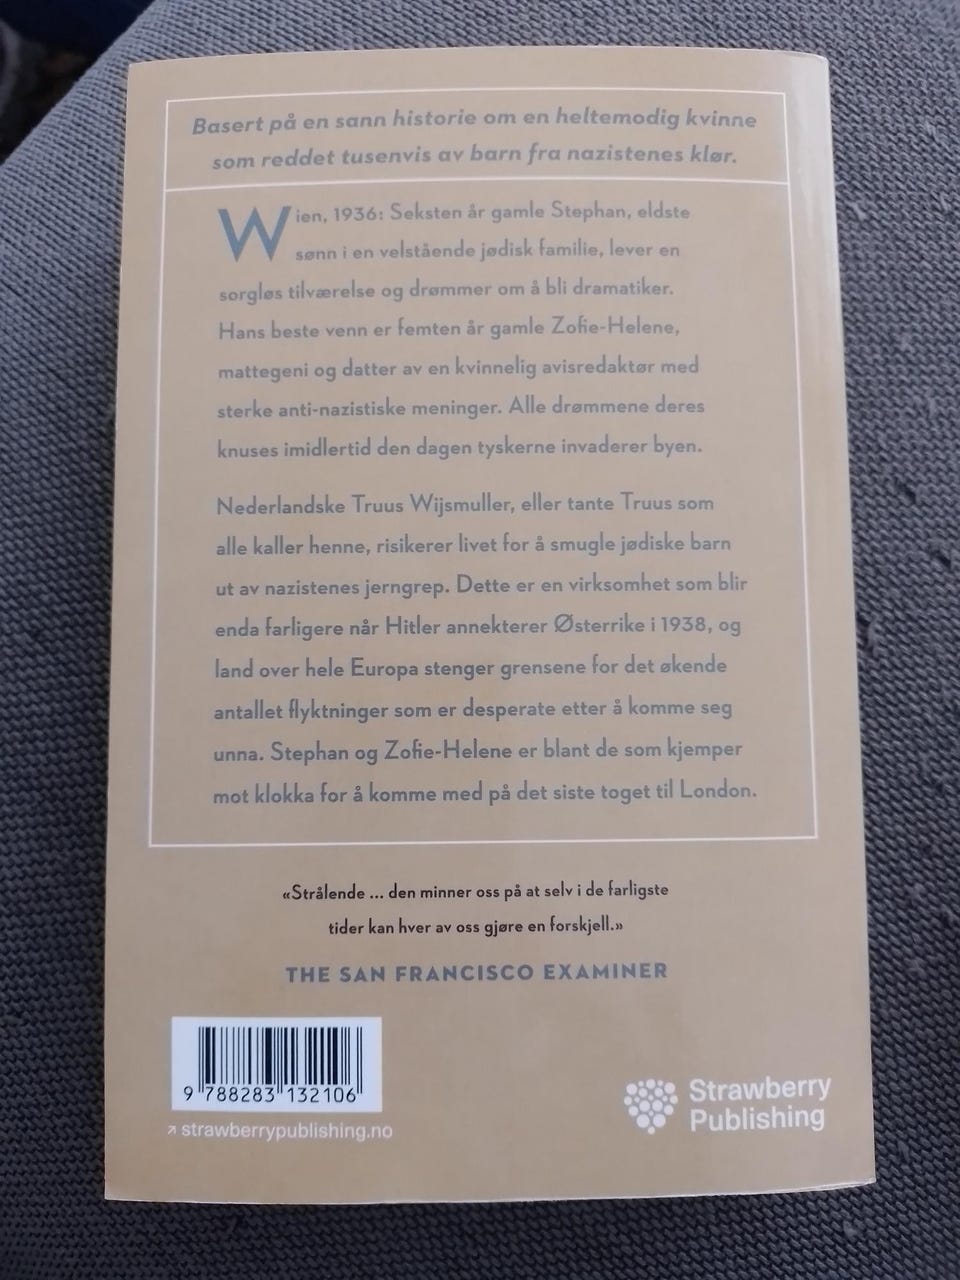 Basert på en sann historie om en heltemodig kvinne
som reddet tusenvis av barn fra nazistenes klør.
Wien, 1936: Seksten år gamle Stephan, eldste
sønn i en velstående jødisk familie, lever en
sorgløs tilværelse og drømmer om å bli dramatiker.
Hans beste venn er femten år gamle Zofie-Helene,
mattegeni og datter av en kvinnelig avisredaktør med
sterke anti-nazistiske meninger. Alle drømmene deres
knuses imidlertid den dagen tyskerne invaderer byen.
Nederlandske Truus Wijsmuller, eller tante Truus som
alle kaller henne, risikerer livet for å smugle jødiske barn
ut av nazistenes jerngrep. Dette er en virksomhet som blir
enda farligere når Hitler annekterer Østerrike i 1938, og
land over hele Europa stenger grensene for det økende
antallet flyktninger som er desperate etter å komme seg
unna. Stephan og Zofie-Helene er blant de som kjemper
mot klokka for å komme med på det siste toget til London.
«Strålende ... den minner oss på at selv i de farligste
tider kan hver av oss gjøre en forskjell.»
THE SAN FRANCISCO EXAMINER
9 788283 132106
↗ strawberrypublishing.no
Strawberry
Publishing